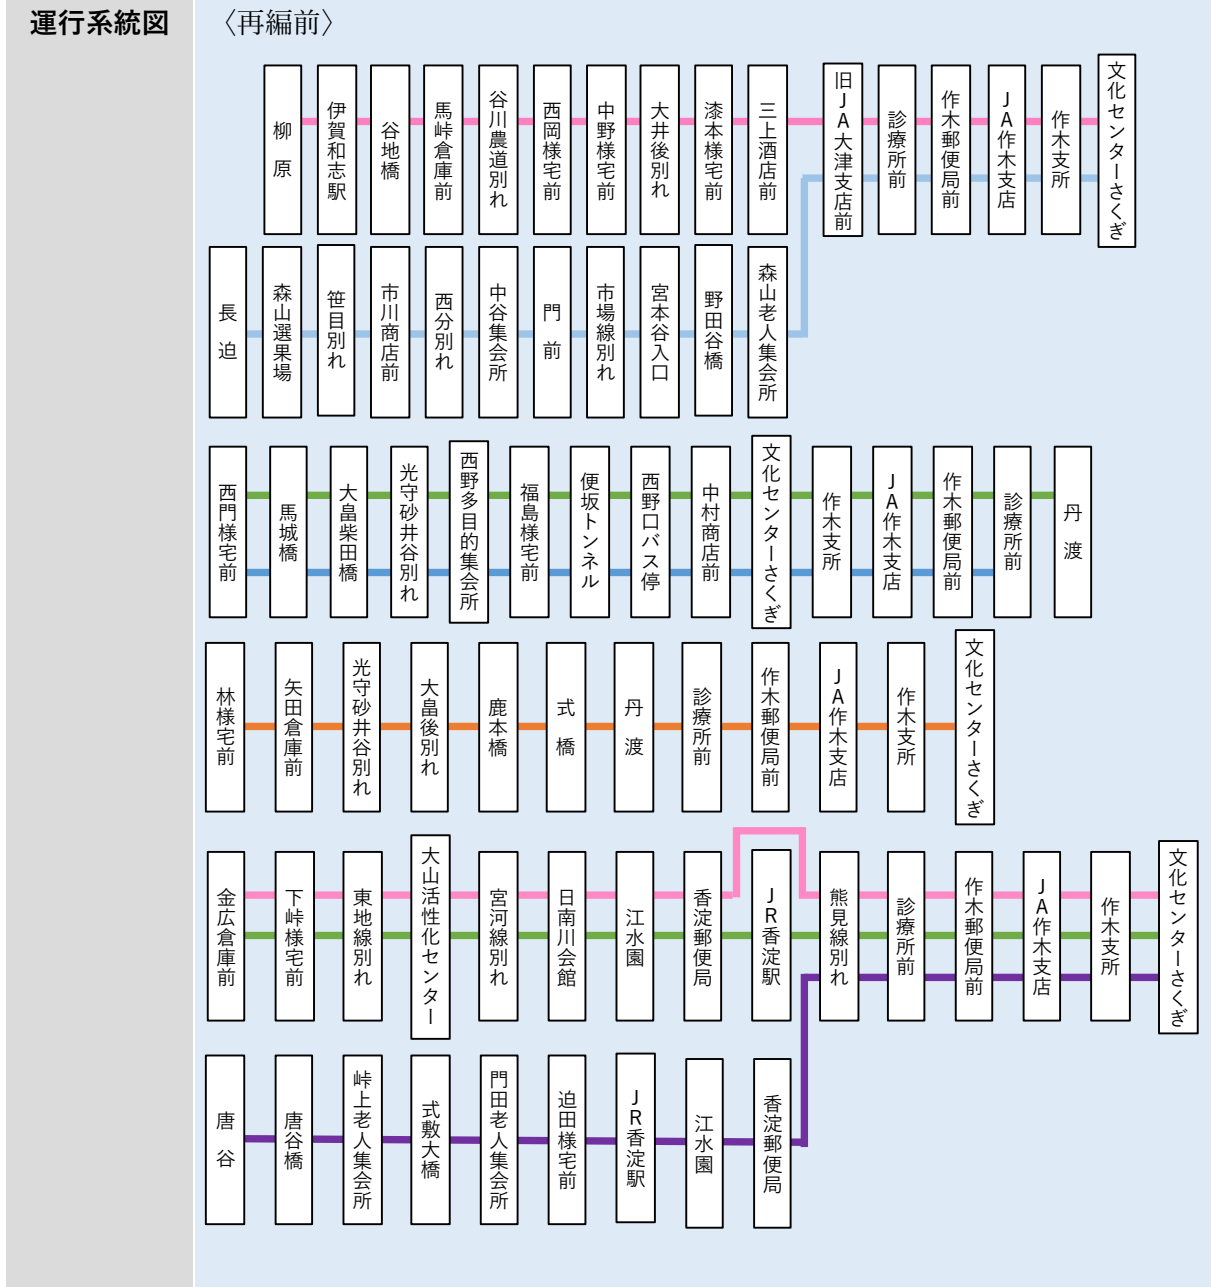 運行系統図
〈再編前〉
柳原
伊賀和志駅
谷地橋
馬峠倉庫前
谷川農道別れ
西岡様宅前
中野様宅前
大井後別れ
漆本様宅前
三上酒店前
旧JA大津支店前
診療所前
作木郵便局前
JA作木支店
作木支所
文化センターさくぎ
長迫
森山選果場
笹目別れ
市川商店前
西分別れ
中谷集会所
門前
市場線別れ
宮本谷入口
野田谷橋
森山老人集会所
西門様宅前
馬城橋
大畠柴田橋
光守砂井谷別れ
西野多目的集会所
福島様宅前
便坂トンネル
西野口バス停
中村商店前
文化センターさくぎ
作木支所
JA作木支店
作木郵便局前
診療所前
丹渡
林様宅前
矢田倉庫前
光守砂井谷別れ
大畠後別れ
鹿本橋
式橋
丹渡
診療所前
作木郵便局前
JA作木支店
作木支所
文化センターさくぎ
金広倉庫前
下峠様宅前
東地線別れ
大山活性化センター
宮河線別れ
日南川会館
江水園
香淀郵便局
JR香淀駅
熊見線別れ
診療所前
作木郵便局前
JA作木支店
作木支所
文化センターさくぎ
唐谷
唐谷橋
峠上老人集会所
式敷大橋
門田老人集会所
迫田様宅前
JR香淀駅
江水園
香淀郵便局